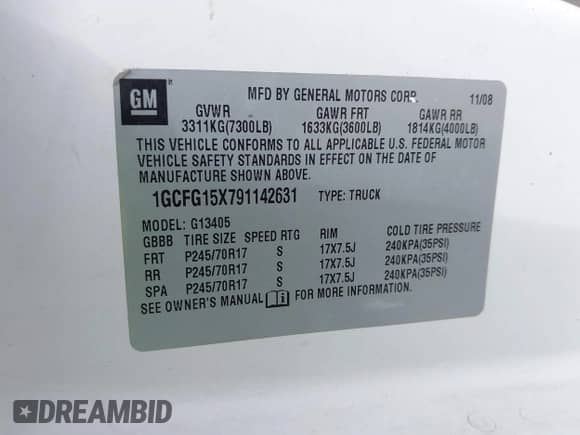 GM
MFD BY GENERAL MOTORS CORP. 11/08
GVWR GAWR FRT GAWR RR
3311KG(7300LB) 1633KG(3600LB) 1814KG(4000LB)
THIS VEHICLE CONFORMS TO ALL APPLICABLE U.S. FEDERAL MOTOR
VEHICLE SAFETY STANDARDS IN EFFECT ON THE DATE OF
MANUFACTURE SHOWN ABOVE.
1GCFG15X791142631 TYPE: TRUCK
MODEL: G13405
GBBB TIRE SIZE SPEED RTG RIM COLD TIRE PRESSURE
FRT P245/70R17 S 17X7.5J 240KPA(35PSI)
RR P245/70R17 S 17X7.5J 240KPA(35PSI)
SPA P245/70R17 S 17X7.5J 240KPA(35PSI)
SEE OWNER'S MANUAL i FOR MORE INFORMATION.
DREAMBID